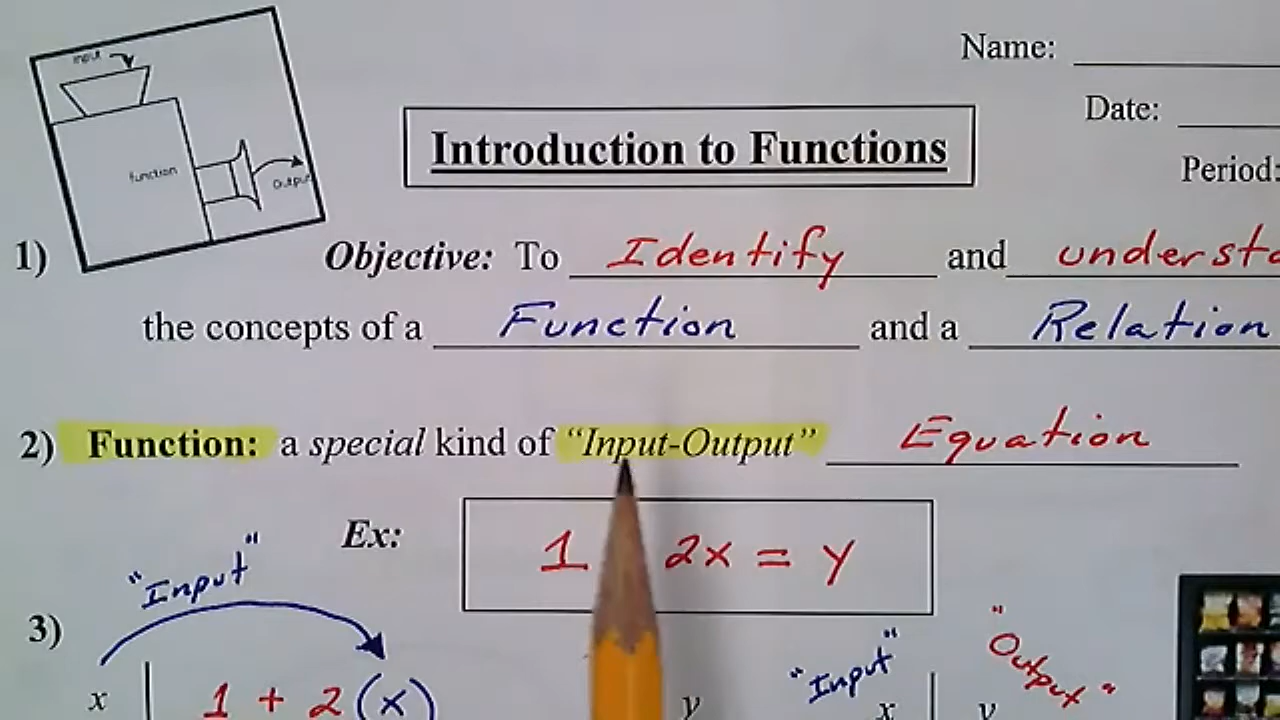 input
function
Output
Name:
Date:
Period:
Introduction to Functions
1) Objective: To Identify and understa
the concepts of a Function and a Relation
2) Function: a special kind of "Input-Output" Equation
Ex: 1 2x = y
"Input"
3)
"Input" "Output"
x 1 + 2(x) y x y